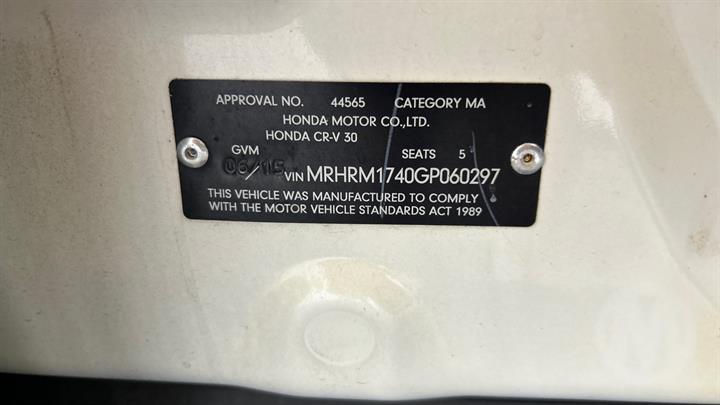 APPROVAL NO. 44565 CATEGORY MA
HONDA MOTOR CO.,LTD.
HONDA CR-V 30
GVM SEATS 5
06/15 VIN MRHRM1740GP060297
THIS VEHICLE WAS MANUFACTURED TO COMPLY
WITH THE MOTOR VEHICLE STANDARDS ACT 1989